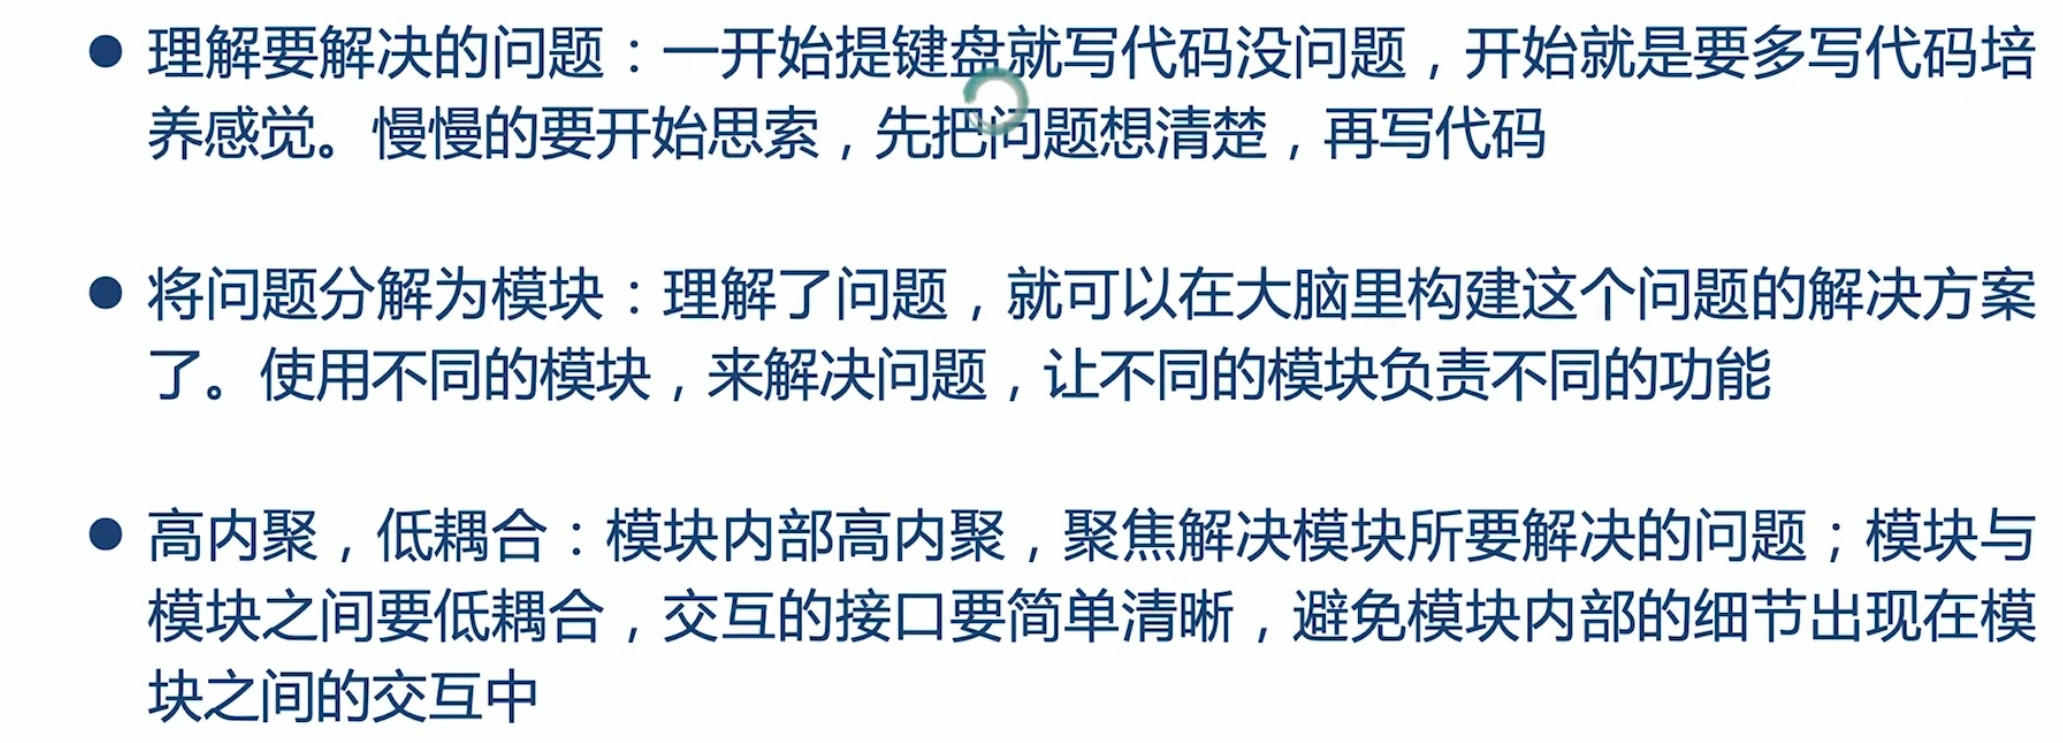 ● 理解要解决的问题：一开始提键盘就写代码没问题，开始就是要多写代码培
养感觉。慢慢的要开始思索，先把问题想清楚，再写代码
● 将问题分解为模块：理解了问题，就可以在大脑里构建这个问题的解决方案
了。使用不同的模块，来解决问题，让不同的模块负责不同的功能
● 高内聚，低耦合：模块内部高内聚，聚焦解决模块所要解决的问题；模块与
模块之间要低耦合，交互的接口要简单清晰，避免模块内部的细节出现在模
块之间的交互中